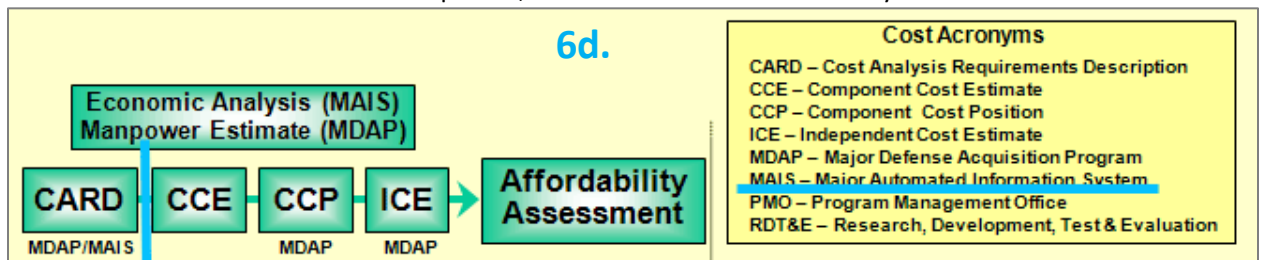 6d.
Economic Analysis (MAIS)
Manpower Estimate (MDAP)
CARD
CCE
CCP
ICE
Affordability
Assessment
MDAP/MAIS
MDAP
MDAP
Cost Acronyms
CARD – Cost Analysis Requirements Description
CCE – Component Cost Estimate
CCP – Component Cost Position
ICE – Independent Cost Estimate
MDAP – Major Defense Acquisition Program
MAIS – Major Automated Information System
PMO – Program Management Office
RDT&E – Research, Development, Test & Evaluation